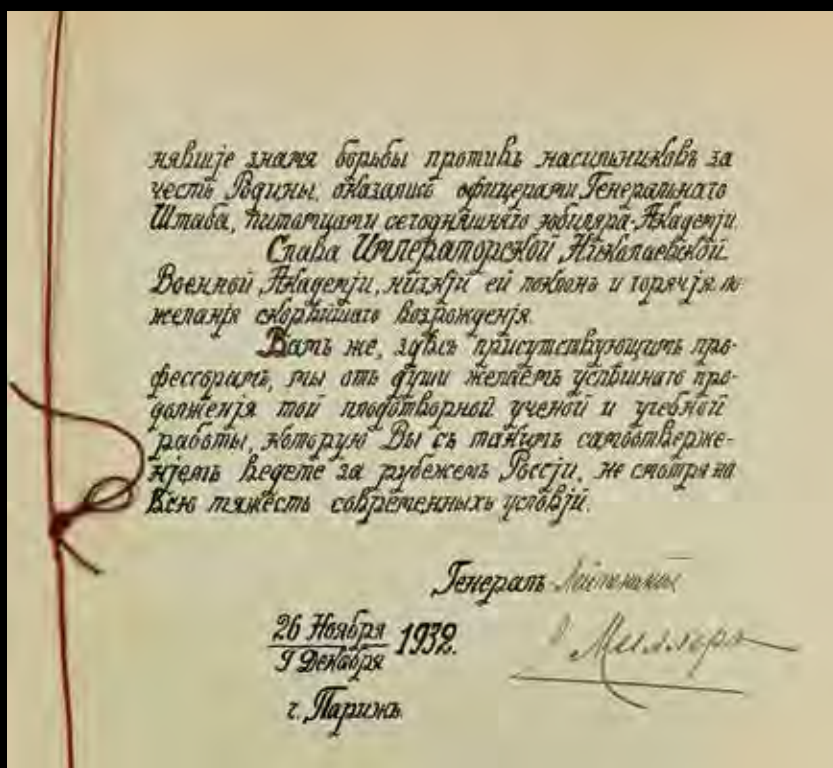 нявшіе знамя борьбы противъ насильниковъ за
честь Родины, оказались офицерами Генеральнаго
Штаба, питомцами сегодняшняго юбиляра-Академіи.
Слава Императорской Николаевской
Военной Академіи, низкій ей поклонъ и горячія по
желанія скорѣйшаго возрожденія.
Вамъ же, здѣсь присутствующимъ про-
фессорамъ, мы отъ души желаемъ успѣшнаго про-
долженія той плодотворной ученой и учебной
работы, которую Вы съ такимъ самоотверже-
ніемъ ведете за рубежемъ Россіи, не смотря на
всю тяжесть современныхъ условій.
Генералъ Лейтенантъ
Миллеръ
26 Ноября
9 Декабря 1932.
г. Парижъ.